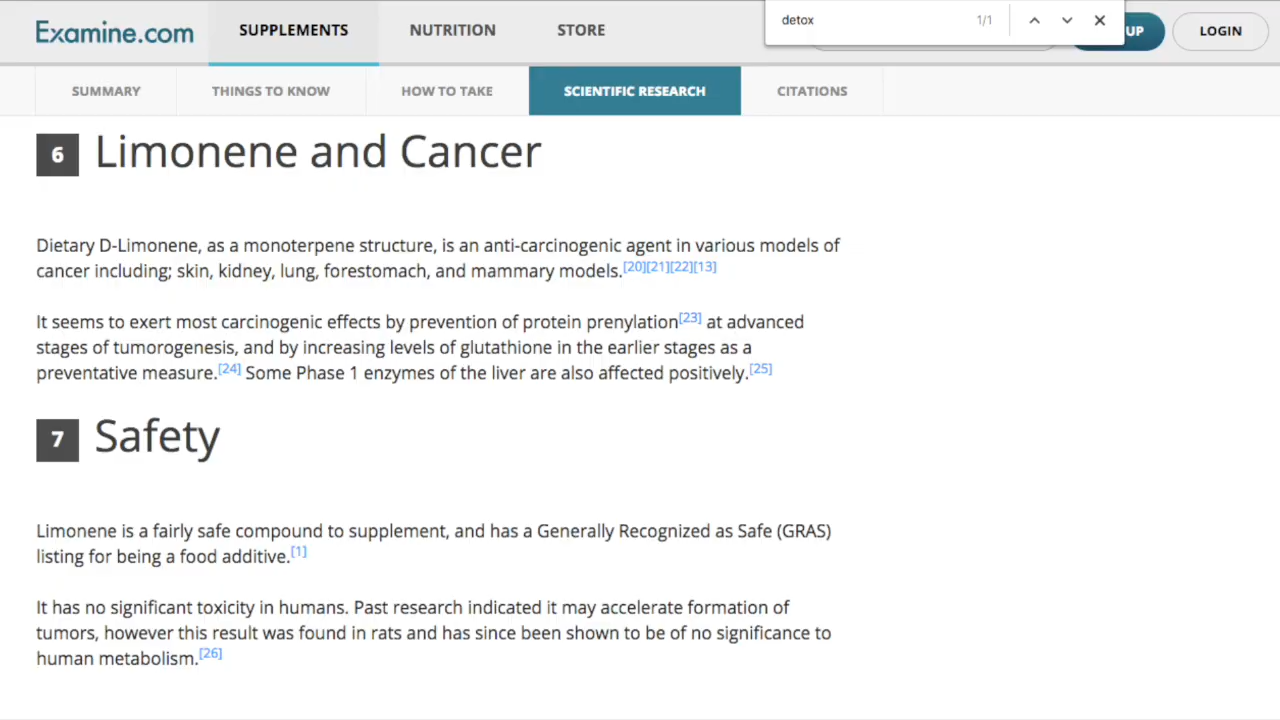 Examine.com SUPPLEMENTS NUTRITION STORE detox 1/1 UP LOGIN
SUMMARY THINGS TO KNOW HOW TO TAKE SCIENTIFIC RESEARCH CITATIONS
6 Limonene and Cancer
Dietary D-Limonene, as a monoterpene structure, is an anti-carcinogenic agent in various models of
cancer including; skin, kidney, lung, forestomach, and mammary models.[20][21][22][13]
It seems to exert most carcinogenic effects by prevention of protein prenylation[23] at advanced
stages of tumorogenesis, and by increasing levels of glutathione in the earlier stages as a
preventative measure.[24] Some Phase 1 enzymes of the liver are also affected positively.[25]
7 Safety
Limonene is a fairly safe compound to supplement, and has a Generally Recognized as Safe (GRAS)
listing for being a food additive.[1]
It has no significant toxicity in humans. Past research indicated it may accelerate formation of
tumors, however this result was found in rats and has since been shown to be of no significance to
human metabolism.[26]